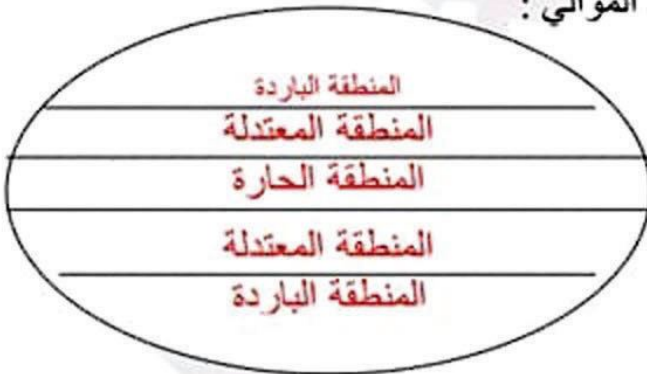 الموالي :
المنطقة الباردة
المنطقة المعتدلة
المنطقة الحارة
المنطقة المعتدلة
المنطقة الباردة